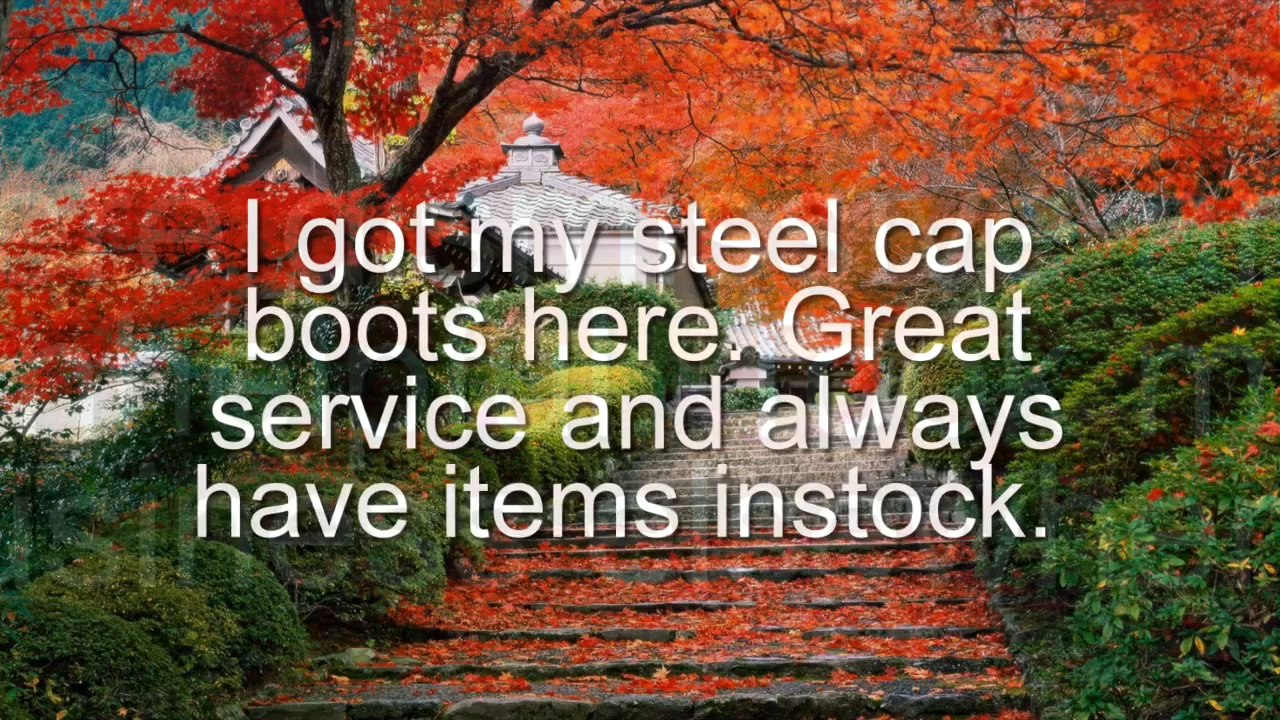 I got my steel cap
boots here. Great
service and always
have items instock.